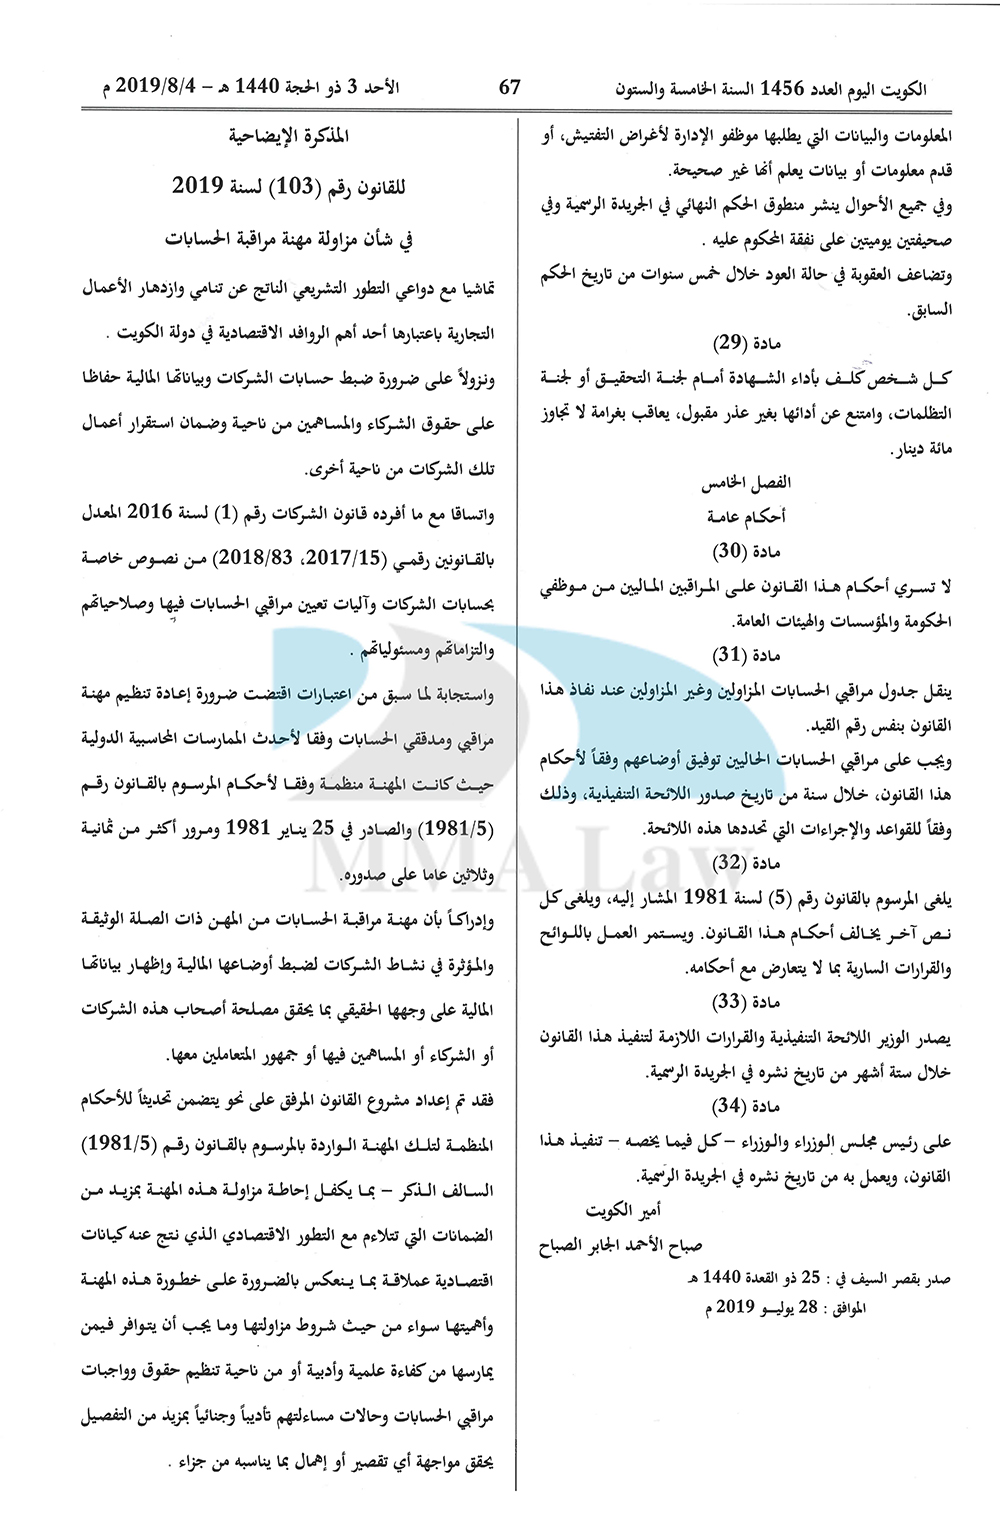 الكويت اليوم العدد 1456 السنة الخامسة والستون
67
الأحد 3 ذو الحجة 1440 هـ – 2019/8/4 م
المعلومات والبيانات التي يطلبها موظفو الإدارة لأغراض التفتيش، أو
قدم معلومات أو بيانات يعلم أنها غير صحيحة.
وفي جميع الأحوال ينشر منطوق الحكم النهائي في الجريدة الرسمية وفي
صحيفتين يوميتين على نفقة المحكوم عليه .
وتضاعف العقوبة في حالة العود خلال خمس سنوات من تاريخ الحكم
السابق.
مادة (29)
كل شخص كلف بأداء الشهادة أمام لجنة التحقيق أو لجنة
التظلمات، وامتنع عن أدائها بغير عذر مقبول، يعاقب بغرامة لا تجاوز
مائة دينار.
الفصل الخامس
أحكام عامة
مادة (30)
لا تسري أحكام هذا القانون على المراقبين الماليين من موظفي
الحكومة والمؤسسات والهيئات العامة.
مادة (31)
ينقل جدول مراقبي الحسابات المزاولين وغير المزاولين عند نفاذ هذا
القانون بنفس رقم القيد.
ويجب على مراقبي الحسابات الحاليين توفيق أوضاعهم وفقاً لأحكام
هذا القانون، خلال سنة من تاريخ صدور اللائحة التنفيذية، وذلك
وفقاً للقواعد والإجراءات التي تحددها هذه اللائحة.
مادة (32)
يلغى المرسوم بالقانون رقم (5) لسنة 1981 المشار إليه، ويلغى كل
نص آخر يخالف أحكام هذا القانون. ويستمر العمل باللوائح
والقرارات السارية بما لا يتعارض مع أحكامه.
مادة (33)
يصدر الوزير اللائحة التنفيذية والقرارات اللازمة لتنفيذ هذا القانون
خلال ستة أشهر من تاريخ نشره في الجريدة الرسمية.
مادة (34)
على رئيس مجلس الوزراء والوزراء – كل فيما يخصه – تنفيذ هذا
القانون، ويعمل به من تاريخ نشره في الجريدة الرسمية.
أمير الكويت
صباح الأحمد الجابر الصباح
صدر بقصر السيف في : 25 ذو القعدة 1440 هـ
الموافق : 28 يوليو 2019 م
المذكرة الإيضاحية
للقانون رقم (103) لسنة 2019
في شأن مزاولة مهنة مراقبة الحسابات
تماشيا مع دواعي التطور التشريعي الناتج عن تنامي وازدهار الأعمال
التجارية باعتبارها أحد أهم الروافد الاقتصادية في دولة الكويت .
ونزولاً على ضرورة ضبط حسابات الشركات وبياناتها المالية حفاظا
على حقوق الشركاء والمساهمين من ناحية وضمان استقرار أعمال
تلك الشركات من ناحية أخرى.
واتساقا مع ما أفرده قانون الشركات رقم (1) لسنة 2016 المعدل
بالقانونين رقمي (2017/15، 2018/83) من نصوص خاصة
بحسابات الشركات وآليات تعيين مراقبي الحسابات فيها وصلاحياتهم
والتزاماتهم ومسئولياتهم .
واستجابة لما سبق من اعتبارات اقتضت ضرورة إعادة تنظيم مهنة
مراقبي ومدققي الحسابات وفقا لأحدث الممارسات المحاسبية الدولية
حيث كانت المهنة منظمة وفقا لأحكام المرسوم بالقانون رقم
(1981/5) والصادر في 25 يناير 1981 ومرور أكثر من ثمانية
وثلاثين عاما على صدوره.
وإدراكاً بأن مهنة مراقبة الحسابات من المهن ذات الصلة الوثيقة
والمؤثرة في نشاط الشركات لضبط أوضاعها المالية وإظهار بياناتها
المالية على وجهها الحقيقي بما يحقق مصلحة أصحاب هذه الشركات
أو الشركاء أو المساهمين فيها أو جمهور المتعاملين معها.
فقد تم إعداد مشروع القانون المرفق على نحو يتضمن تحديثاً للأحكام
المنظمة لتلك المهنة الواردة بالمرسوم بالقانون رقم (1981/5)
السالف الذكر – بما يكفل إحاطة مزاولة هذه المهنة بمزيد من
الضمانات التي تتلاءم مع التطور الاقتصادي الذي نتج عنه كيانات
اقتصادية عملاقة بما ينعكس بالضرورة على خطورة هذه المهنة
وأهميتها سواء من حيث شروط مزاولتها وما يجب أن يتوافر فيمن
يمارسها من كفاءة علمية وأدبية أو من ناحية تنظيم حقوق وواجبات
مراقبي الحسابات وحالات مساءلتهم تأديباً وجنائياً بمزيد من التفصيل
يحقق مواجهة أي تقصير أو إهمال بما يناسبه من جزاء .
MMA Law